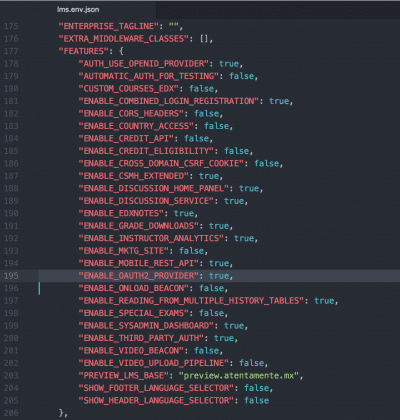 lms.env.json
175 "ENTERPRISE_TAGLINE": "",
176 "EXTRA_MIDDLEWARE_CLASSES": [],
177 "FEATURES": {
178 "AUTH_USE_OPENID_PROVIDER": true,
179 "AUTOMATIC_AUTH_FOR_TESTING": false,
180 "CUSTOM_COURSES_EDX": false,
181 "ENABLE_COMBINED_LOGIN_REGISTRATION": true,
182 "ENABLE_CORS_HEADERS": false,
183 "ENABLE_COUNTRY_ACCESS": false,
184 "ENABLE_CREDIT_API": false,
185 "ENABLE_CREDIT_ELIGIBILITY": false,
186 "ENABLE_CROSS_DOMAIN_CSRF_COOKIE": false,
187 "ENABLE_CSMH_EXTENDED": true,
188 "ENABLE_DISCUSSION_HOME_PANEL": true,
189 "ENABLE_DISCUSSION_SERVICE": true,
190 "ENABLE_EDXNOTES": true,
191 "ENABLE_GRADE_DOWNLOADS": true,
192 "ENABLE_INSTRUCTOR_ANALYTICS": true,
193 "ENABLE_MKTG_SITE": false,
194 "ENABLE_MOBILE_REST_API": true,
195 "ENABLE_OAUTH2_PROVIDER": true,
196 "ENABLE_ONLOAD_BEACON": false,
197 "ENABLE_READING_FROM_MULTIPLE_HISTORY_TABLES": true,
198 "ENABLE_SPECIAL_EXAMS": false,
199 "ENABLE_SYSADMIN_DASHBOARD": true,
200 "ENABLE_THIRD_PARTY_AUTH": true,
201 "ENABLE_VIDEO_BEACON": false,
202 "ENABLE_VIDEO_UPLOAD_PIPELINE": false,
203 "PREVIEW_LMS_BASE": "preview.atentamente.mx",
204 "SHOW_FOOTER_LANGUAGE_SELECTOR": false,
205 "SHOW_HEADER_LANGUAGE_SELECTOR": false
206 },